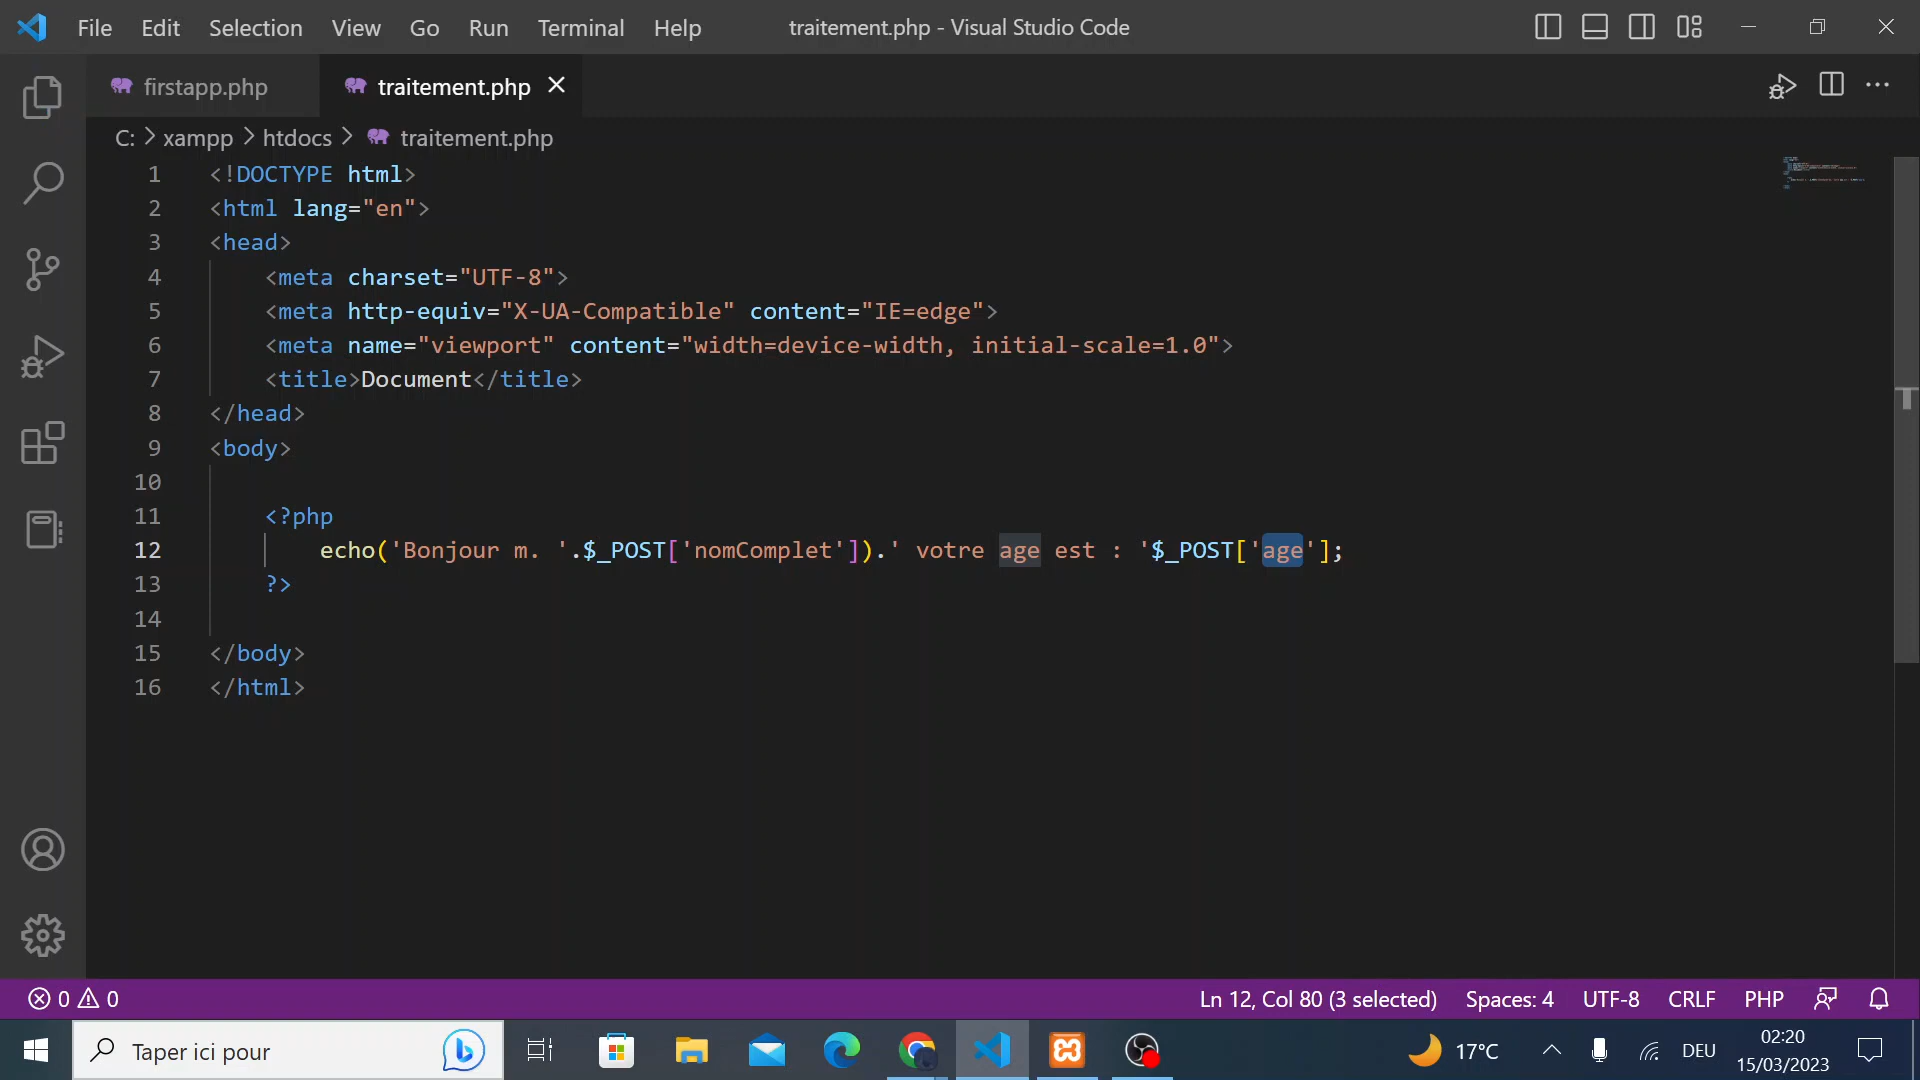 File Edit Selection View Go Run Terminal Help traitement.php - Visual Studio Code
firstapp.php traitement.php
C: > xampp > htdocs > traitement.php
1 <!DOCTYPE html>
2 <html lang="en">
3 <head>
4 <meta charset="UTF-8">
5 <meta http-equiv="X-UA-Compatible" content="IE=edge">
6 <meta name="viewport" content="width=device-width, initial-scale=1.0">
7 <title>Document</title>
8 </head>
9 <body>
10
11 <?php
12 echo('Bonjour m. '.$_POST['nomComplet']).' votre age est : '$_POST['age'];
13 ?>
14
15 </body>
16 </html>
0 0 Ln 12, Col 80 (3 selected) Spaces: 4 UTF-8 CRLF PHP
Taper ici pour 17°C DEU 02:20
15/03/2023